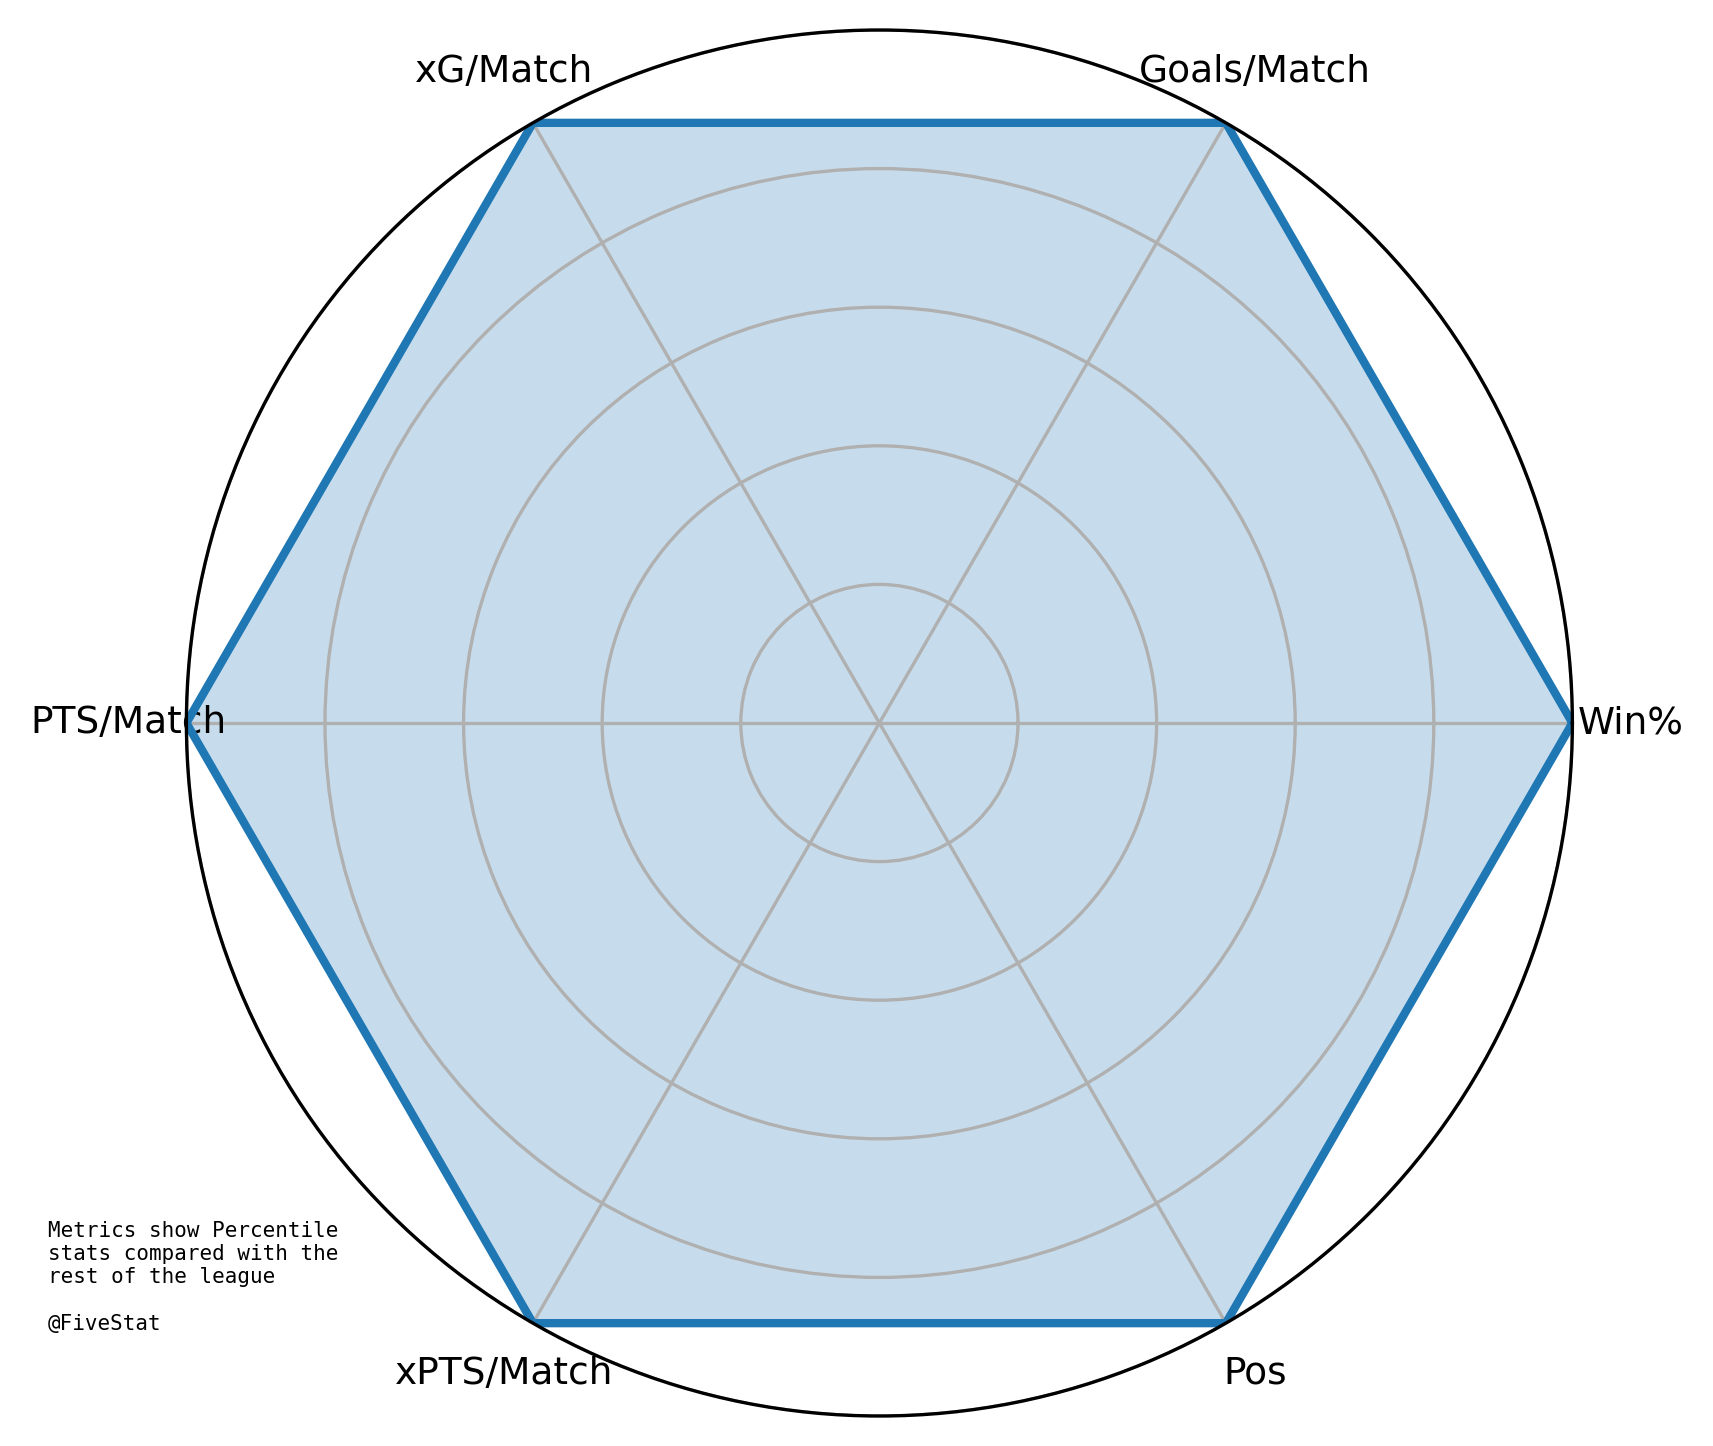 xG/Match
Goals/Match
PTS/Match
Win%
Metrics show Percentile
stats compared with the
rest of the league
@FiveStat
xPTS/Match
Pos